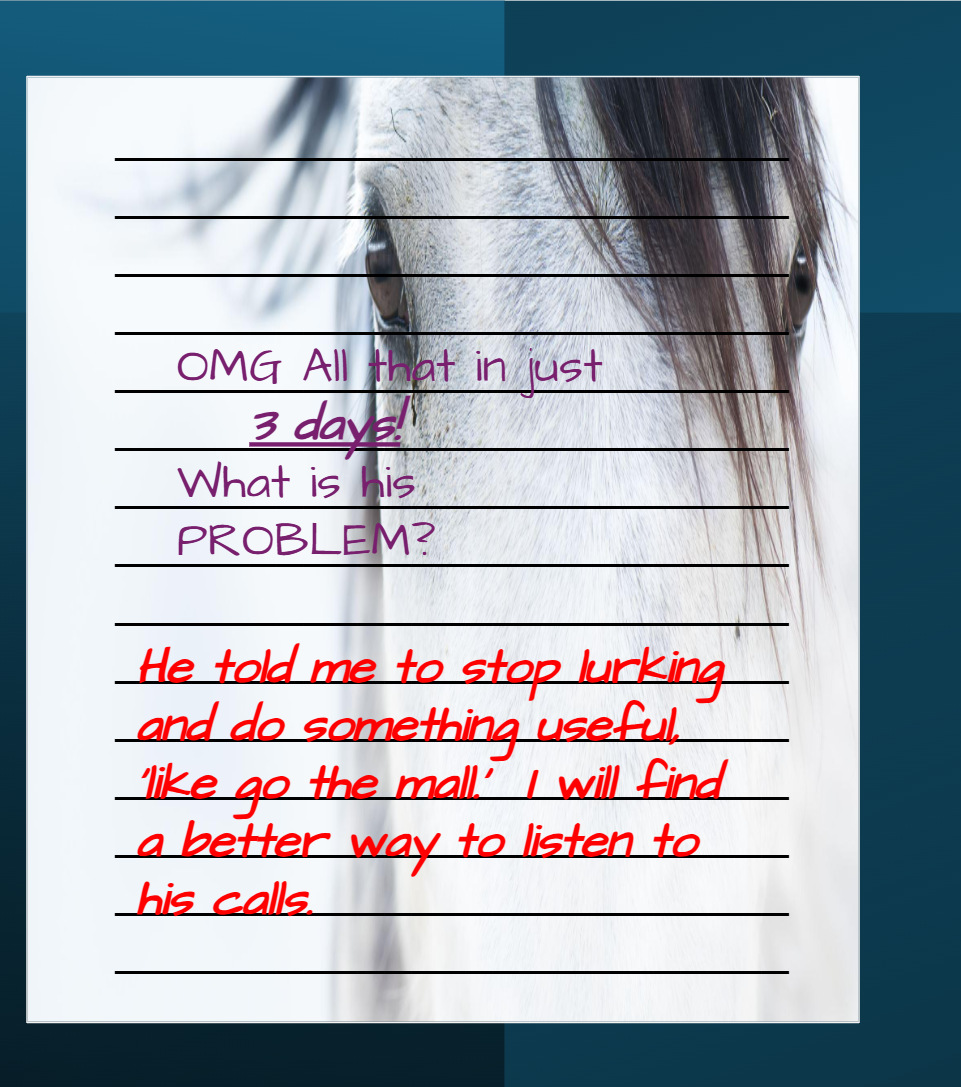 OMG All that in just
3 days!
What is his
PROBLEM?
He told me to stop lurking
and do something useful,
‘like go the mall.’ I will find
a better way to listen to
his calls.